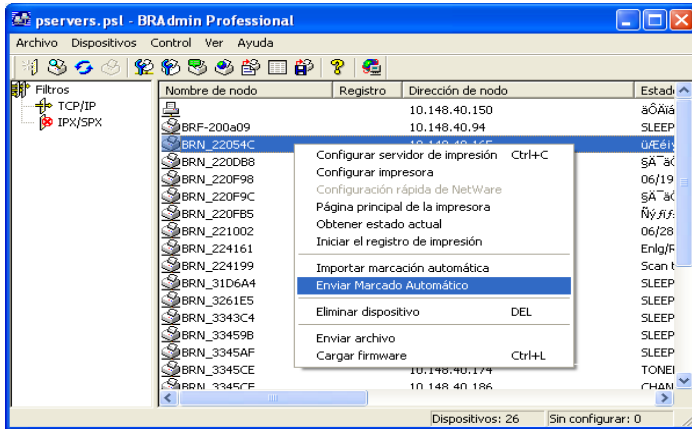 pservers.psl - BRAdmin Professional
Archivo Dispositivos Control Ver Ayuda
Filtros
TCP/IP
IPX/SPX
Nombre de nodo Registro Dirección de nodo Estad
10.148.40.150 äÔÄïá
BRF-200a09 10.148.40.94 SLEEP
BRN_22054C
BRN_220DB8
BRN_220F98 06/19
BRN_220F9C
BRN_220FB5
BRN_221002 06/28
BRN_224161 Enlg/R
BRN_224199 Scan t
BRN_31D6A4 SLEEP
BRN_3261E5 SLEEP
BRN_3343C4 SLEEP
BRN_33459B SLEEP
BRN_3345AF SLEEP
BRN_3345CE 10.148.40.174 TONE
BRN_3345CF 10.148.40.186 CHAN
Configurar servidor de impresión Ctrl+C
Configurar impresora
Configuración rápida de NetWare
Página principal de la impresora
Obtener estado actual
Iniciar el registro de impresión
Importar marcación automática
Enviar Marcado Automático
Eliminar dispositivo DEL
Enviar archivo
Cargar firmware Ctrl+L
Dispositivos: 26 Sin configurar: 0